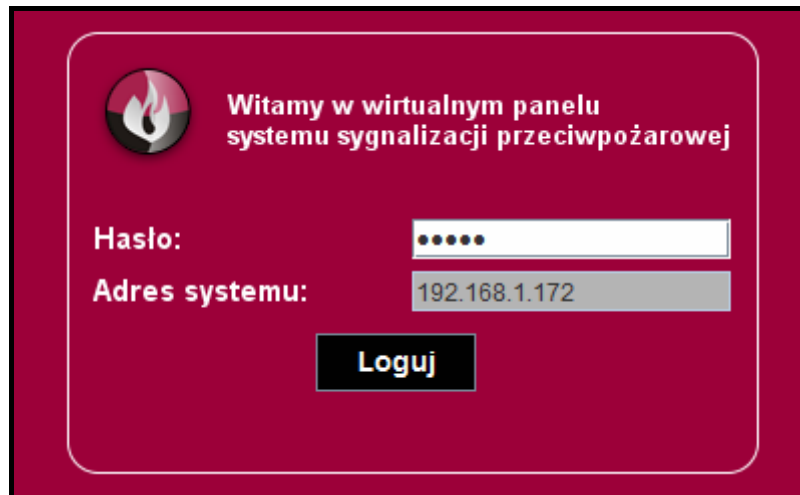 Witamy w wirtualnym panelu
systemu sygnalizacji przeciwpożarowej
Hasło:
•••••
Adres systemu:
192.168.1.172
Loguj